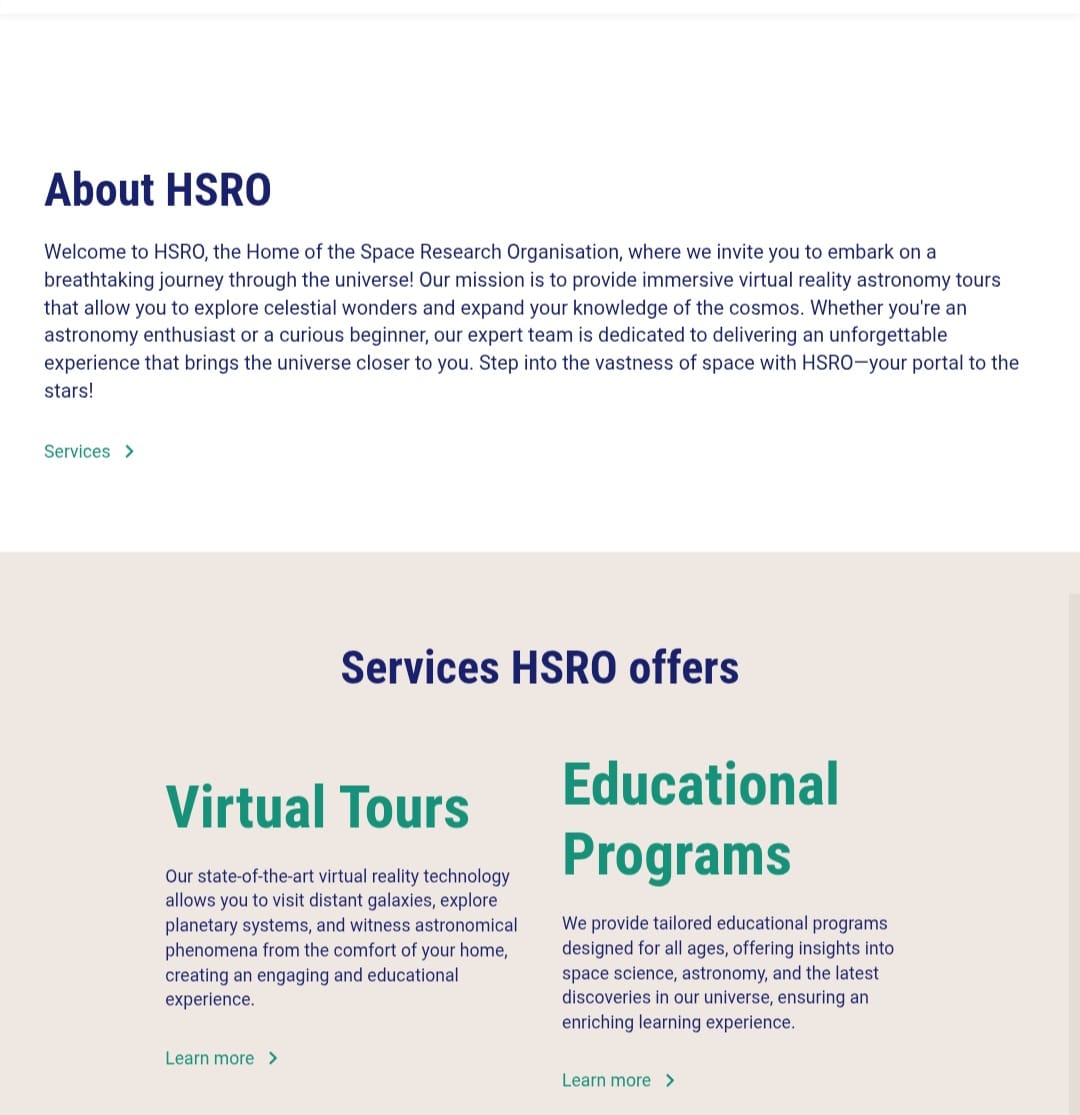 About HSRO
Welcome to HSRO, the Home of the Space Research Organisation, where we invite you to embark on a
breathtaking journey through the universe! Our mission is to provide immersive virtual reality astronomy tours
that allow you to explore celestial wonders and expand your knowledge of the cosmos. Whether you're an
astronomy enthusiast or a curious beginner, our expert team is dedicated to delivering an unforgettable
experience that brings the universe closer to you. Step into the vastness of space with HSRO—your portal to the
stars!
Services
Services HSRO offers
Virtual Tours
Our state-of-the-art virtual reality technology
allows you to visit distant galaxies, explore
planetary systems, and witness astronomical
phenomena from the comfort of your home,
creating an engaging and educational
experience.
Learn more
Educational
Programs
We provide tailored educational programs
designed for all ages, offering insights into
space science, astronomy, and the latest
discoveries in our universe, ensuring an
enriching learning experience.
Learn more